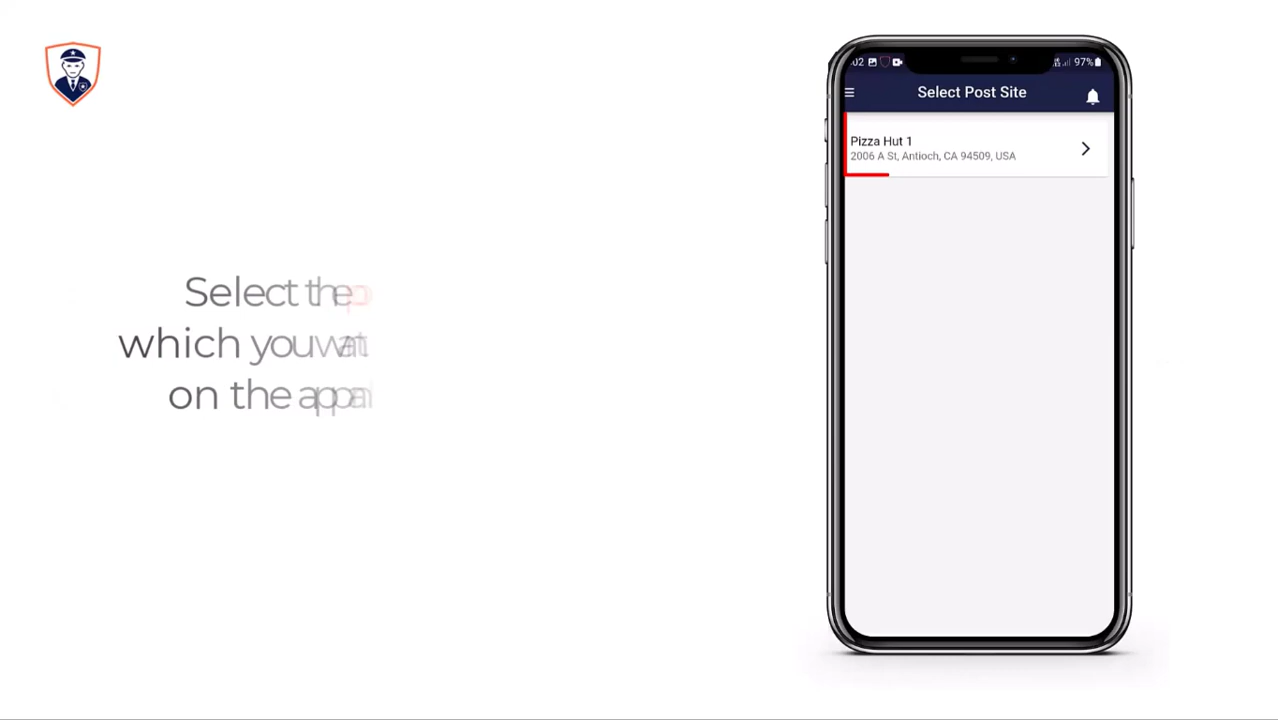 Select the
which you
on the
02
97%
Select Post Site
Pizza Hut 1
2006 A St, Antioch, CA 94509, USA